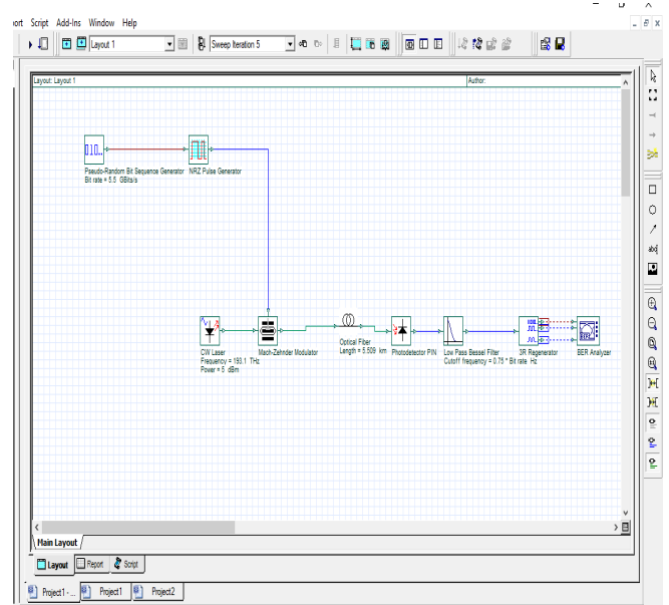 ort Script Add-Ins Window Help
Layout 1 Sweep Iteration 5
Layout: Layout 1 Author:
010...
Pseudo-Random Bit Sequence Generator NRZ Pulse Generator
Bit rate = 5.5 GBits/s
CW Laser
Frequency = 193.1 THz
Power = 5 dBm
Mach-Zehnder Modulator
Optical Fiber
Length = 5.509 km
Photodetector PIN
Low Pass Bessel Filter
Cutoff frequency = 0.75 * Bit rate Hz
3R Regenerator
BER Analyzer
Main Layout
Layout Report Script
Project1 -... Project1 Project2